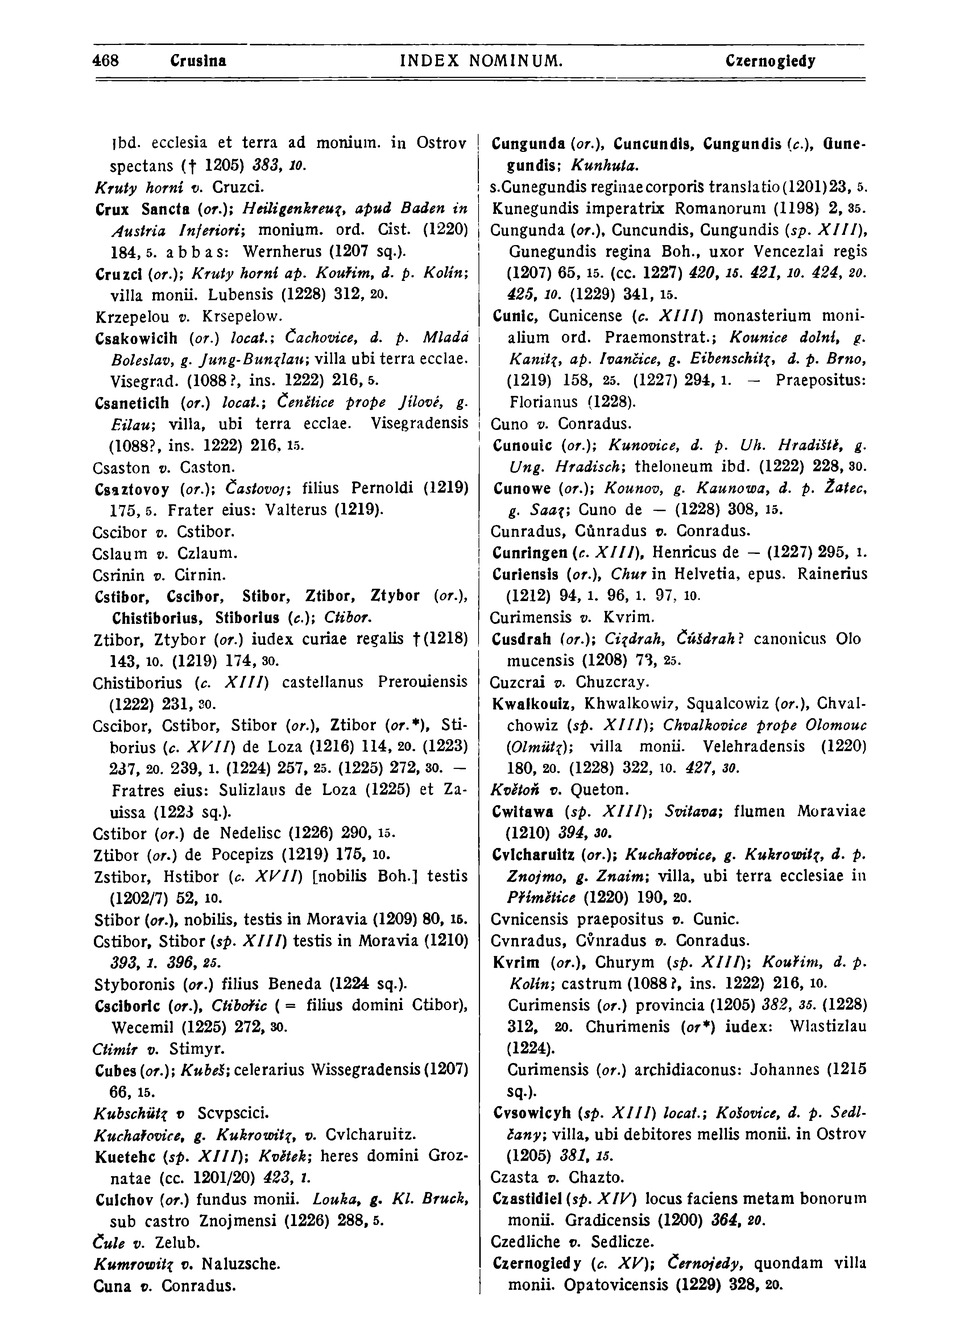 468 Crusina INDEX NOMINUM. Czernogiedy
ibd. ecclesia et terra ad monium. in Ostrov
spectans († 1205) 383, 10.
Kruty horní v. Cruzci.
Crux Sancta (or.); Heiligenkreuz, apud Baden in
Austria Inferiori; monium. ord. Cist. (1220)
184, 5. abbas: Wernherus (1207 sq.).
Cruzci (or.); Kruty horní ap. Kouřim, d. p. Kolín;
villa monii. Lubensis (1228) 312, 20.
Krzepelou v. Krsepelow.
Csakowicih (or.) locat.; Čachovice, d. p. Mladá
Boleslav, g. Jung-Bunzlau; villa ubi terra ecclae.
Visegrad. (1088?, ins. 1222) 216, 5.
Csaneticih (or.) locat.; Čenětice prope Jílové, g.
Eilau; villa, ubi terra ecclae. Visegradensis
(1088?, ins. 1222) 216, 15.
Csaston v. Caston.
Csaztovoy (or.); Častovoj; filius Pernoldi (1219)
175, 5. Frater eius: Valterus (1219).
Cscibor v. Cstibor.
Cslaum v. Czlaum.
Csrinin v. Cirnin.
Cstibor, Cscibor, Stibor, Ztibor, Ztybor (or.),
Chistiborius, Stiborius (c.); Ctibor.
Ztibor, Ztybor (or.) iudex curiae regalis †(1218)
143, 10. (1219) 174, 30.
Chistiborius (c. XIII) castellanus Prerouiensis
(1222) 231, 30.
Cscibor, Cstibor, Stibor (or.), Ztibor (or.*), Sti-
borius (c. XVII) de Loza (1216) 114, 20. (1223)
237, 20. 239, 1. (1224) 257, 25. (1225) 272, 30. —
Fratres eius: Sulizlaus de Loza (1225) et Za-
uissa (1223 sq.).
Cstibor (or.) de Nedelisc (1226) 290, 15.
Ztibor (or.) de Pocepizs (1219) 175, 10.
Zstibor, Hstibor (c. XVII) [nobilis Boh.] testis
(1202/7) 52, 10.
Stibor (or.), nobilis, testis in Moravia (1209) 80, 15.
Cstibor, Stibor (sp. XIII) testis in Moravia (1210)
393, 1. 396, 25.
Styboronis (or.) filius Beneda (1224 sq.).
Csciboric (or.), Ctibořic ( = filius domini Ctibor),
Wecemil (1225) 272, 30.
Ctimír v. Stimyr.
Cubes (or.); Kubeš; celerarius Wissegradensis (1207)
66, 15.
Kubschütz v Scvpscici.
Kuchařovice, g. Kukrowitz, v. Cvlcharuitz.
Kuetehc (sp. XIII); Květek; heres domini Groz-
natae (cc. 1201/20) 423, 1.
Culchov (or.) fundus monii. Louka, g. Kl. Bruck,
sub castro Znojmensi (1226) 288, 5.
Čule v. Zelub.
Kumrowitz v. Naluzsche.
Cuna v. Conradus.
Cungunda (or.), Cuncundis, Cungundis (c.), Gune-
gundis; Kunhuta.
s. Cunegundis reginae corporis translatio (1201) 23, 5.
Kunegundis imperatrix Romanorum (1198) 2, 35.
Cungunda (or.), Cuncundis, Cungundis (sp. XIII),
Gunegundis regina Boh., uxor Vencezlai regis
(1207) 65, 15. (cc. 1227) 420, 15. 421, 10. 424, 20.
425, 10. (1229) 341, 15.
Cunic, Cunicense (c. XIII) monasterium moni-
alium ord. Praemonstrat.; Kounice dolní, g.
Kanitz, ap. Ivančice, g. Eibenschitz, d. p. Brno,
(1219) 158, 25. (1227) 294, 1. — Praepositus:
Florianus (1228).
Cuno v. Conradus.
Cunouic (or.); Kunovice, d. p. Uh. Hradiště, g.
Ung. Hradisch; theloneum ibd. (1222) 228, 30.
Cunowe (or.); Kounov, g. Kaunowa, d. p. Žatec,
g. Saaz; Cuno de — (1228) 308, 15.
Cunradus, Cůnradus v. Conradus.
Cunringen (c. XIII), Henricus de — (1227) 295, 1.
Curiensis (or.), Chur in Helvetia, epus. Rainerius
(1212) 94, 1. 96, 1. 97, 10.
Curimensis v. Kvrim.
Cusdrah (or.); Cizdrah, Čúšdrah? canonicus Olo
mucensis (1208) 73, 25.
Cuzcrai v. Chuzcray.
Kwalkouiz, Khwalkowiz, Squalcowiz (or.), Chval-
chowiz (sp. XIII); Chvalkovice prope Olomouc
(Olmütz); villa monii. Velehradensis (1220)
180, 20. (1228) 322, 10. 427, 30.
Květoň v. Queton.
Cwitawa (sp. XIII); Svitava; flumen Moraviae
(1210) 394, 30.
Cvlcharuitz (or.); Kuchařovice, g. Kukrowitz, d. p.
Znojmo, g. Znaim; villa, ubi terra ecclesiae in
Přímětice (1220) 190, 20.
Cvnicensis praepositus v. Cunic.
Cvnradus, Cv̊nradus v. Conradus.
Kvrim (or.), Churym (sp. XIII); Kouřim, d. p.
Kolín; castrum (1088?, ins. 1222) 216, 10.
Curimensis (or.) provincia (1205) 382, 35. (1228)
312, 20. Churimenis (or*) iudex: Wlastizlau
(1224).
Curimensis (or.) archidiaconus: Johannes (1215
sq.).
Cvsowicyh (sp. XIII) locat.; Košovice, d. p. Sedl-
čany; villa, ubi debitores mellis monii. in Ostrov
(1205) 381, 15.
Czasta v. Chazto.
Czastidiel (sp. XIV) locus faciens metam bonorum
monii. Gradicensis (1200) 364, 20.
Czedliche v. Sedlicze.
Czernogiedy (c. XV); Černojedy, quondam villa
monii. Opatovicensis (1229) 328, 20.